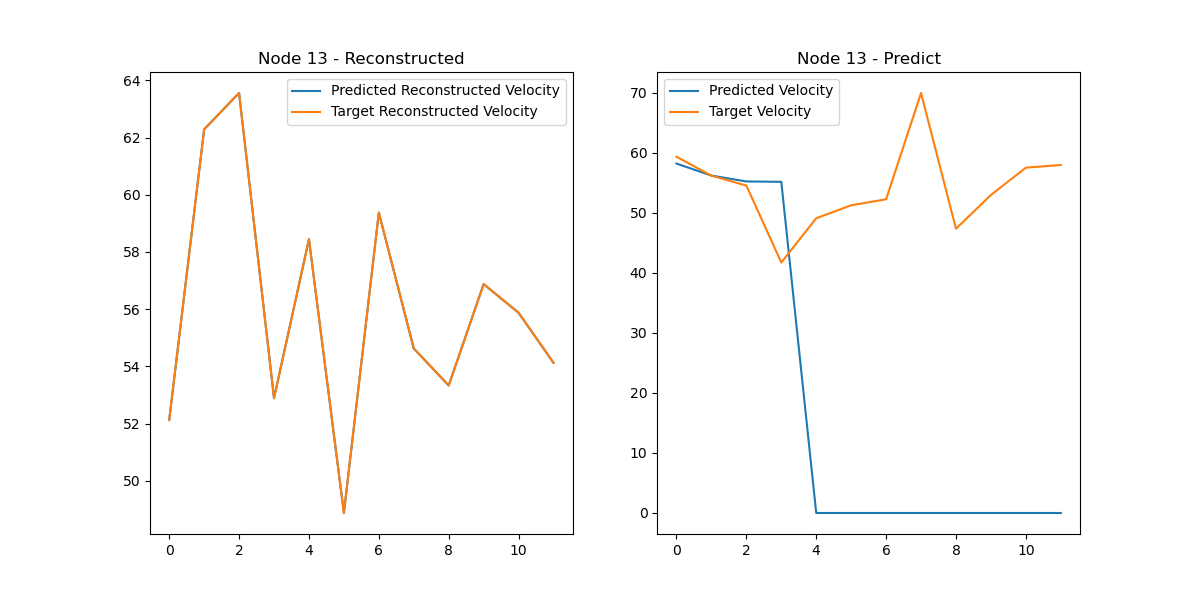 Node 13 - Reconstructed
Predicted Reconstructed Velocity
Target Reconstructed Velocity
64
62
60
58
56
54
52
50
0 2 4 6 8 10
Node 13 - Predict
Predicted Velocity
Target Velocity
70
60
50
40
30
20
10
0
0 2 4 6 8 10